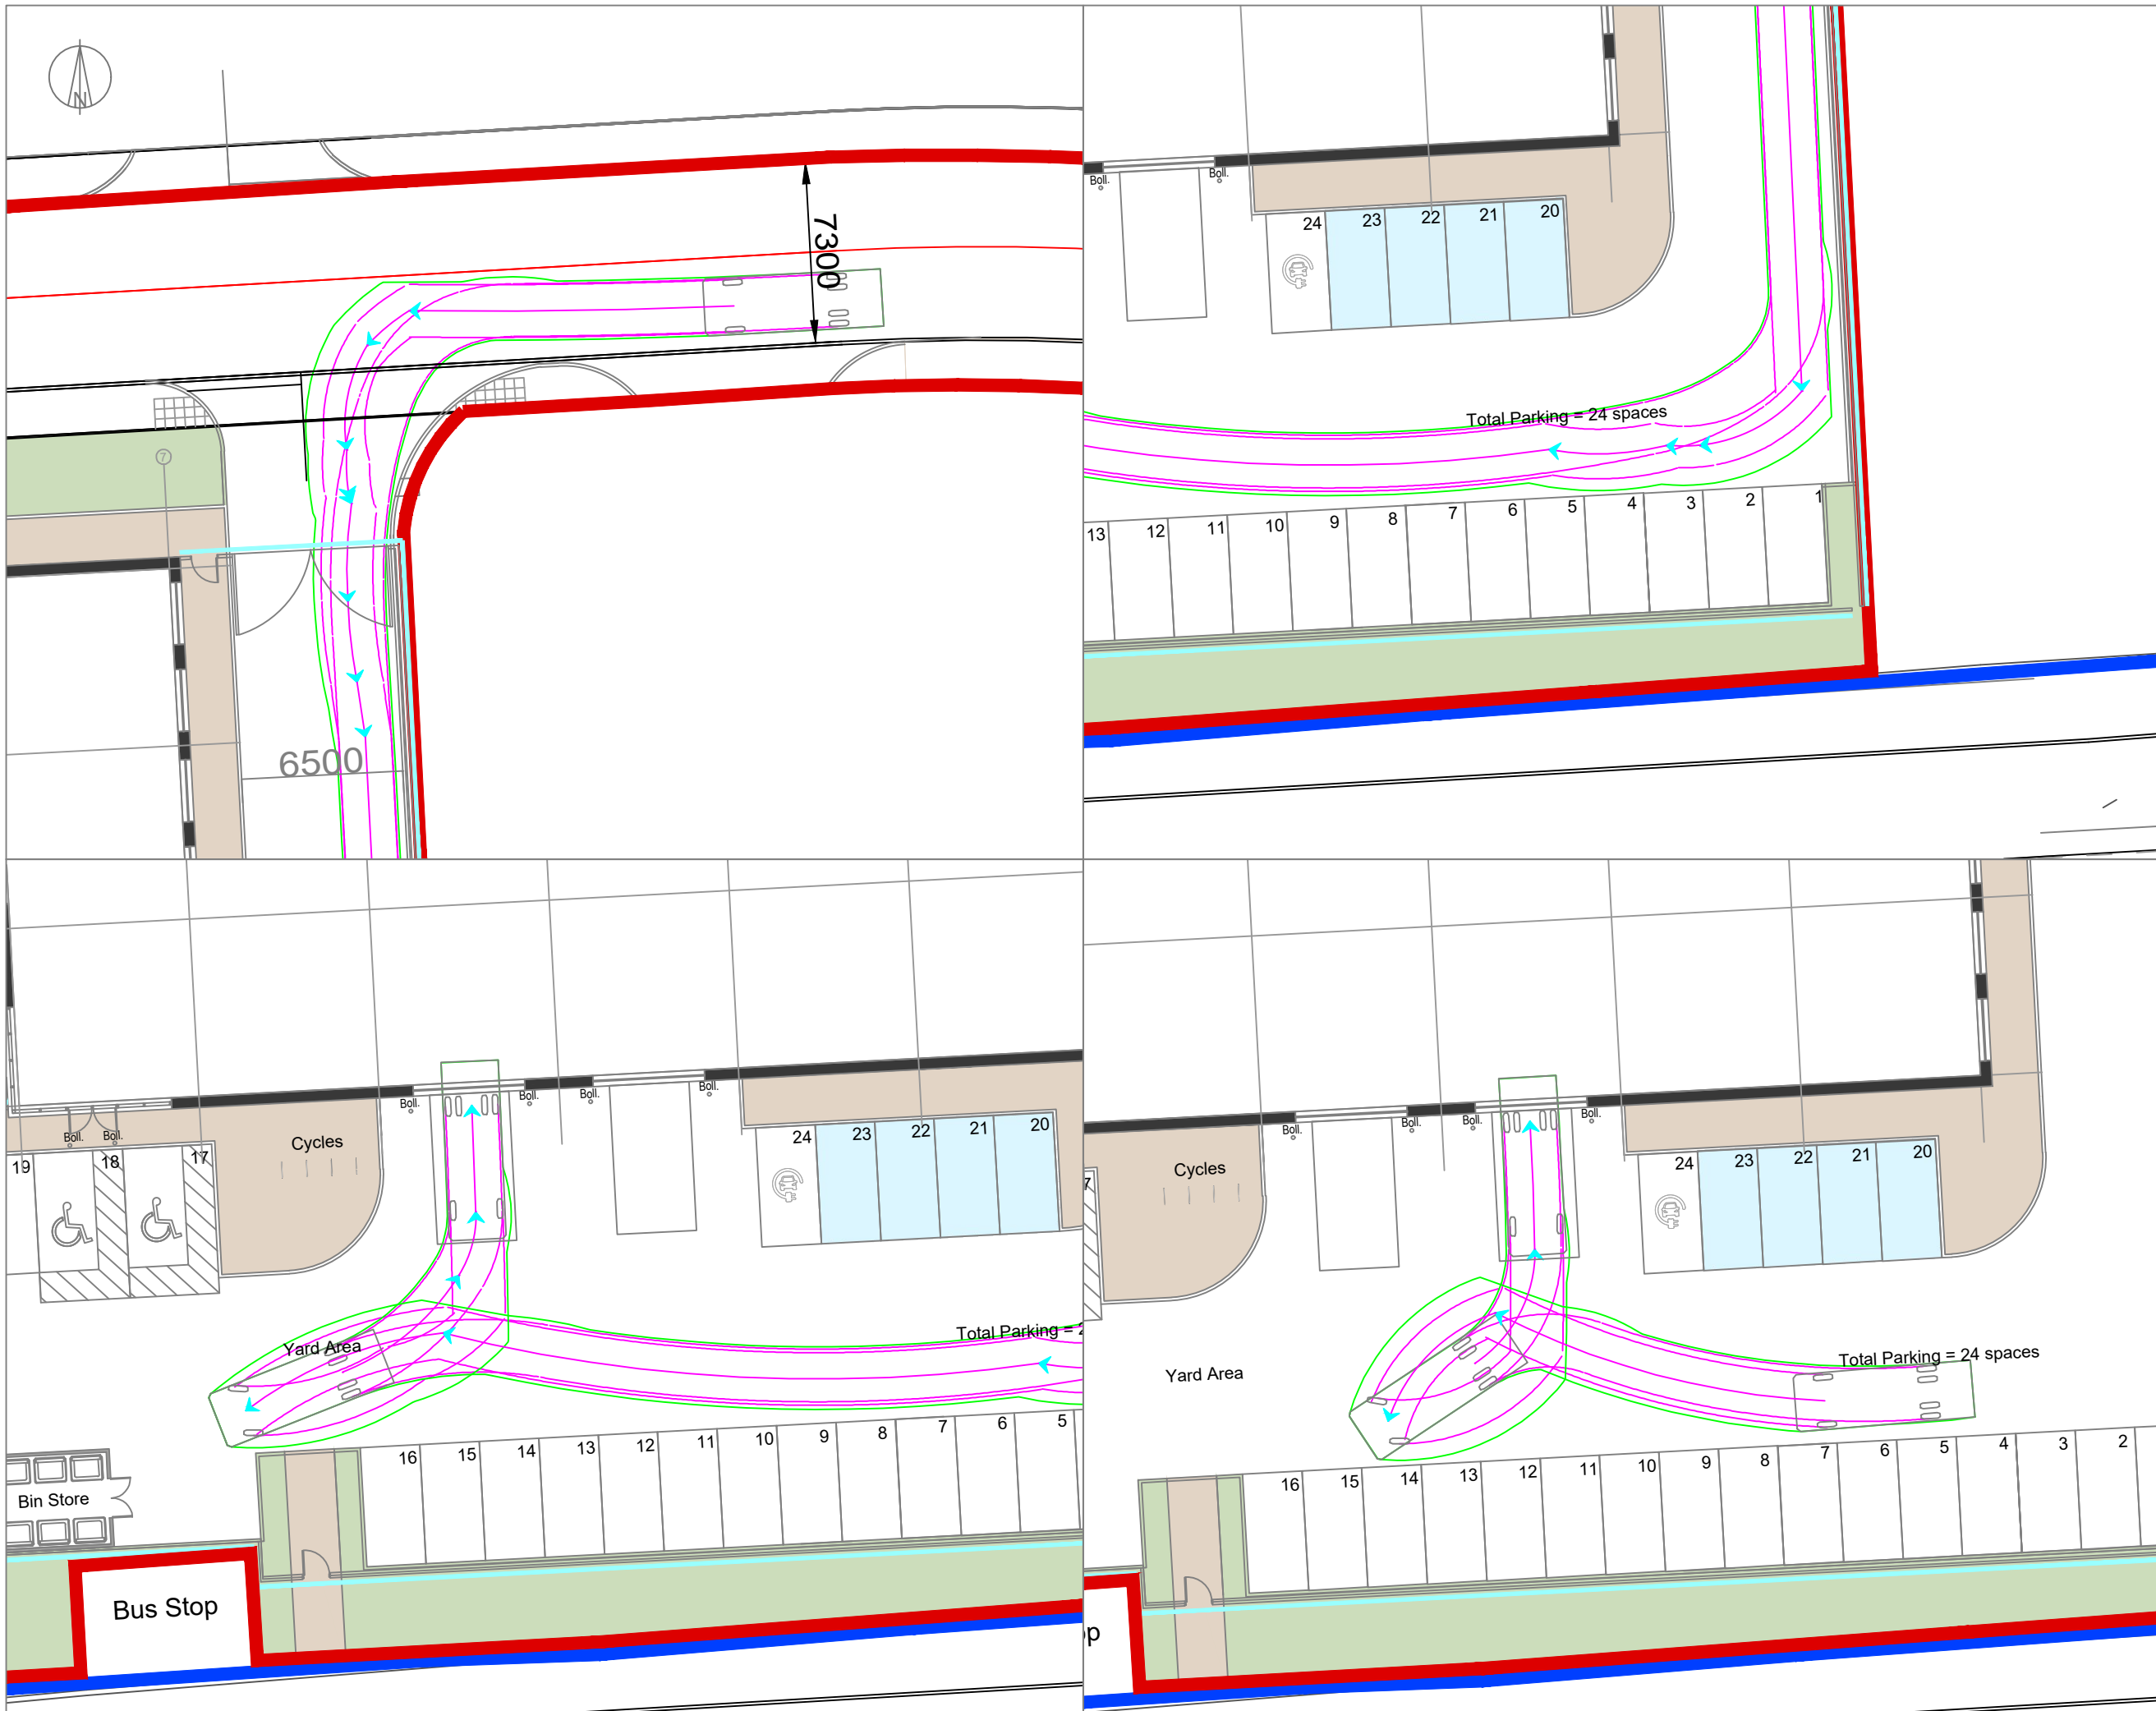 N
7300
7
6500
Boll.
Boll.
24
23
22
21
20
Total Parking = 24 spaces
13
12
11
10
9
8
7
6
5
4
3
2
1
Boll.
Boll.
Boll.
Boll.
Boll.
Boll.
Cycles
19
18
17
24
23
22
21
20
Yard Area
Total Parking = 2
16
15
14
13
12
11
10
9
8
7
6
5
Bin Store
Bus Stop
Boll.
Boll.
Boll.
Boll.
Cycles
7
24
23
22
21
20
Yard Area
Total Parking = 24 spaces
16
15
14
13
12
11
10
9
8
7
6
5
4
3
2
op